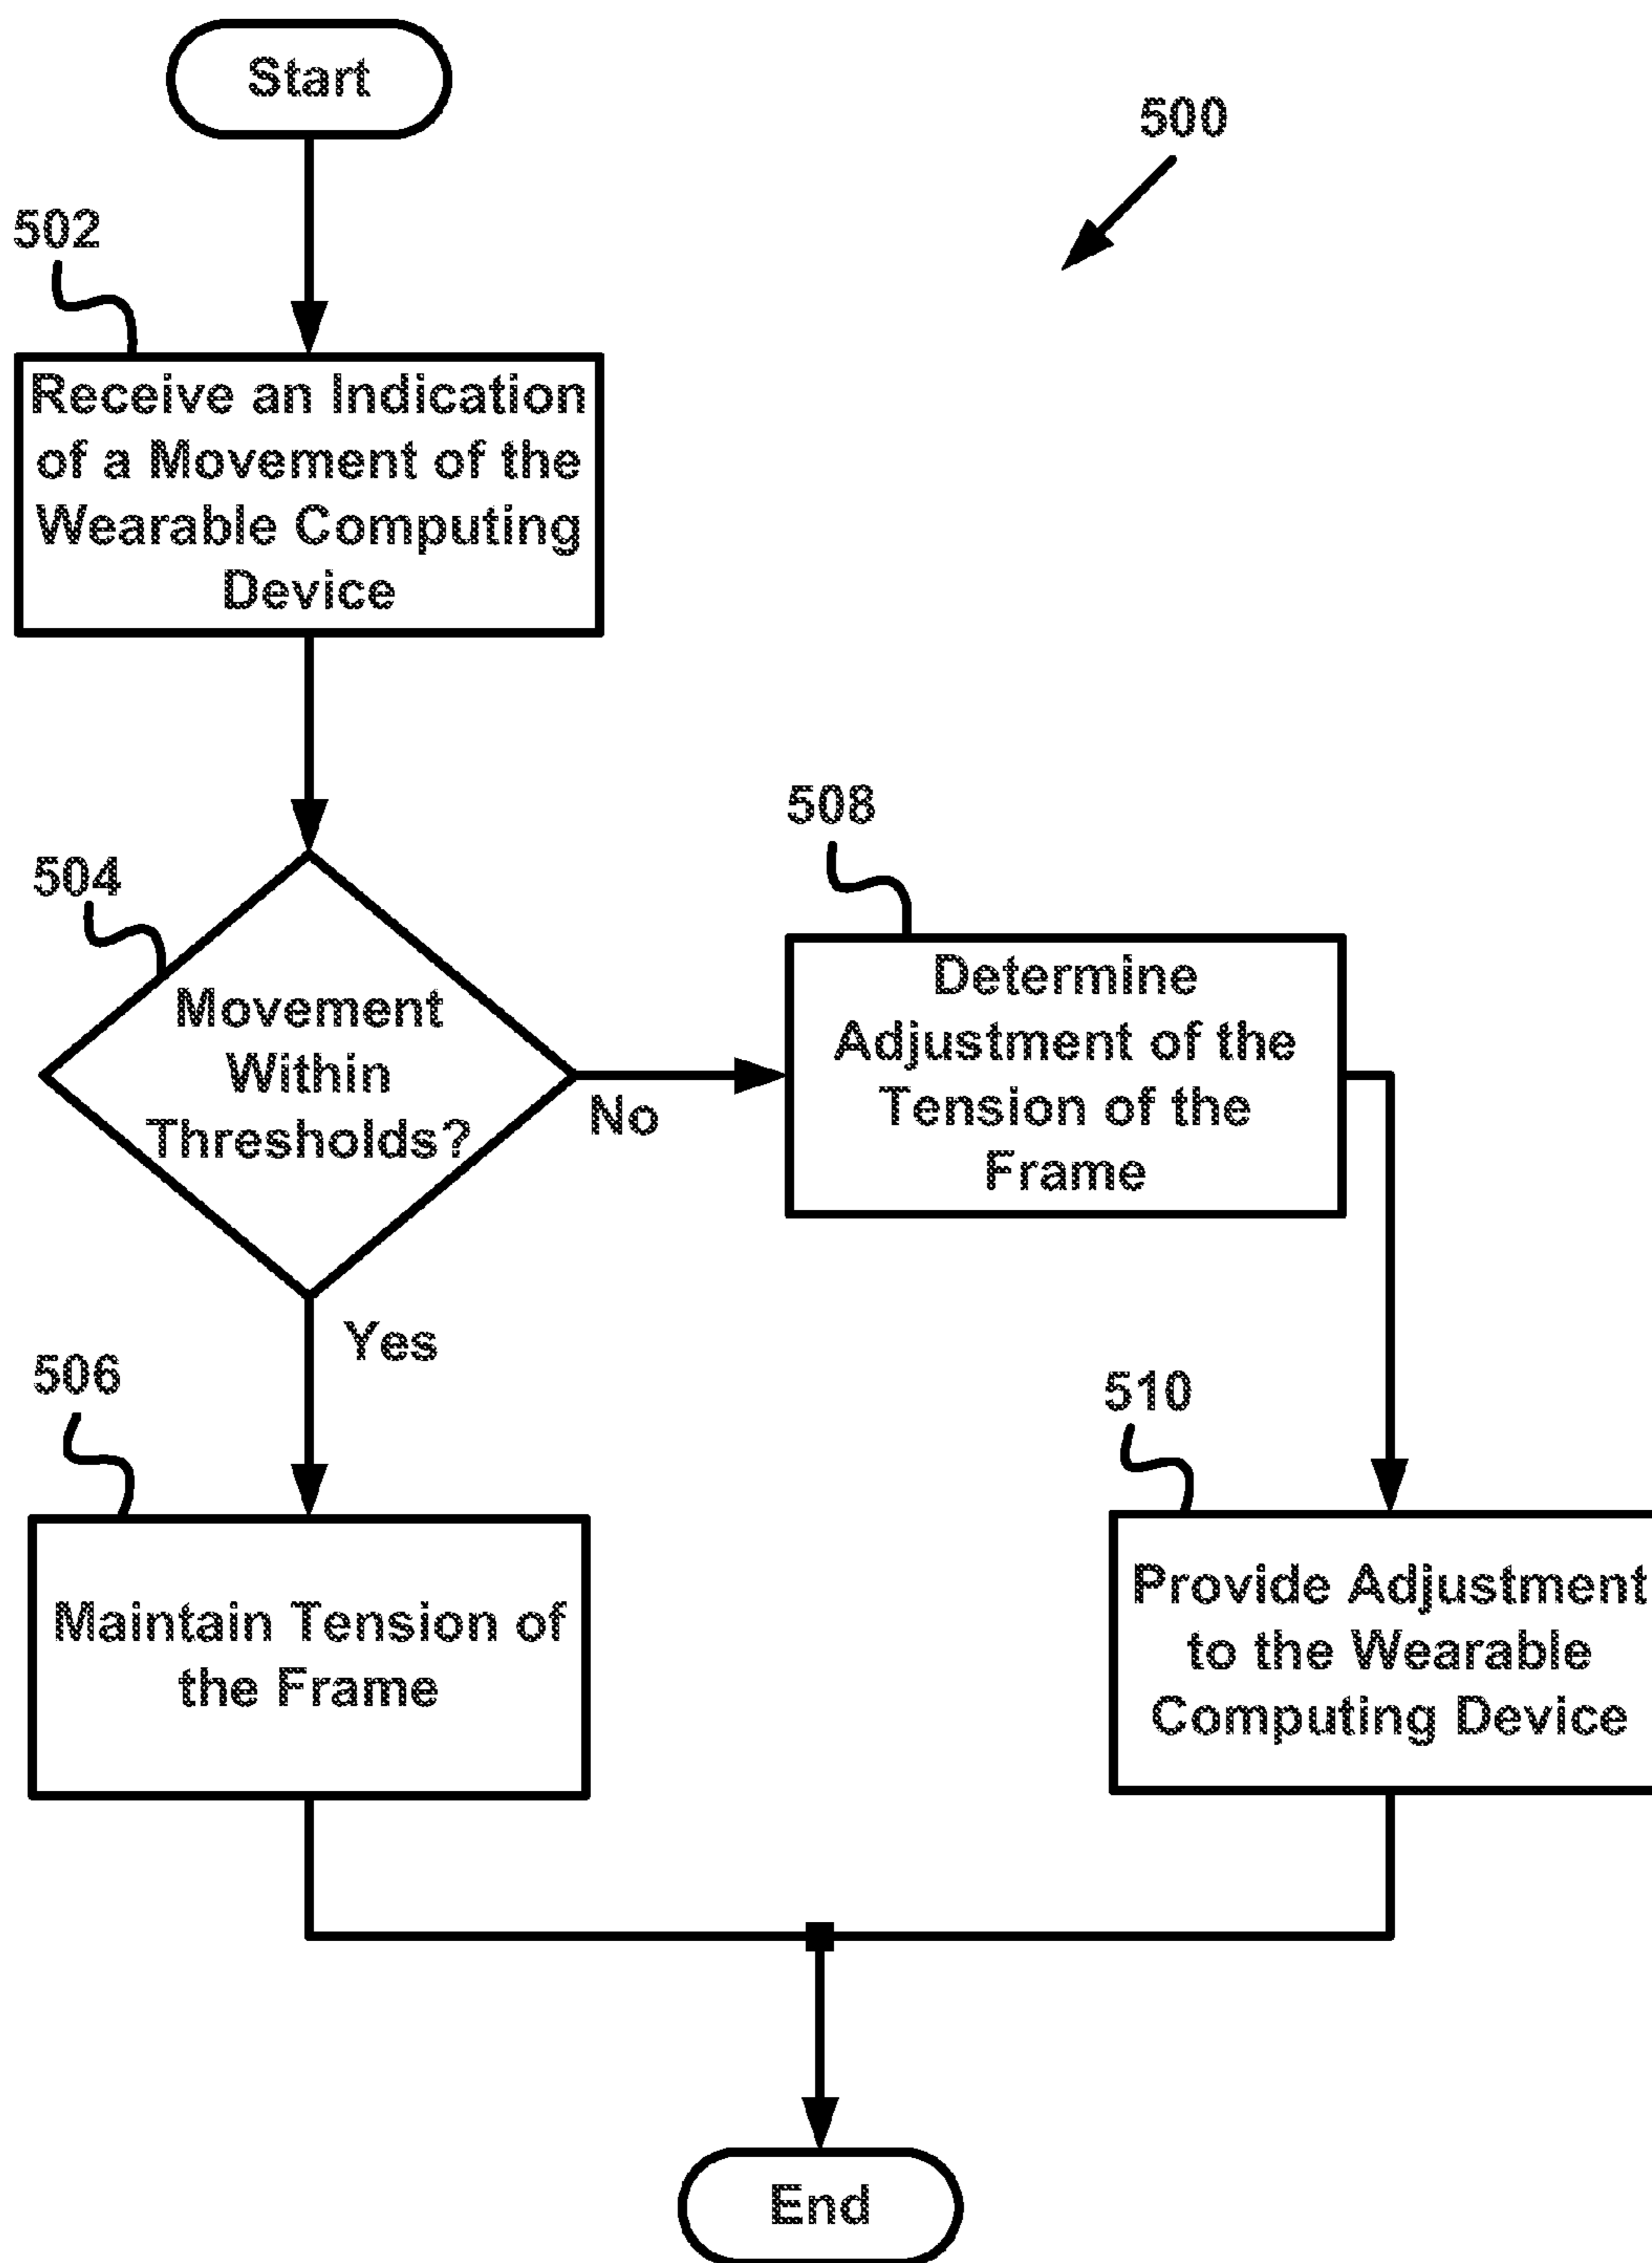 Start
500
502
Receive an Indication
of a Movement of the
Wearable Computing
Device
504
Movement
Within
Thresholds?
No
508
Determine
Adjustment of the
Tension of the
Frame
Yes
506
Maintain Tension of
the Frame
510
Provide Adjustment
to the Wearable
Computing Device
End